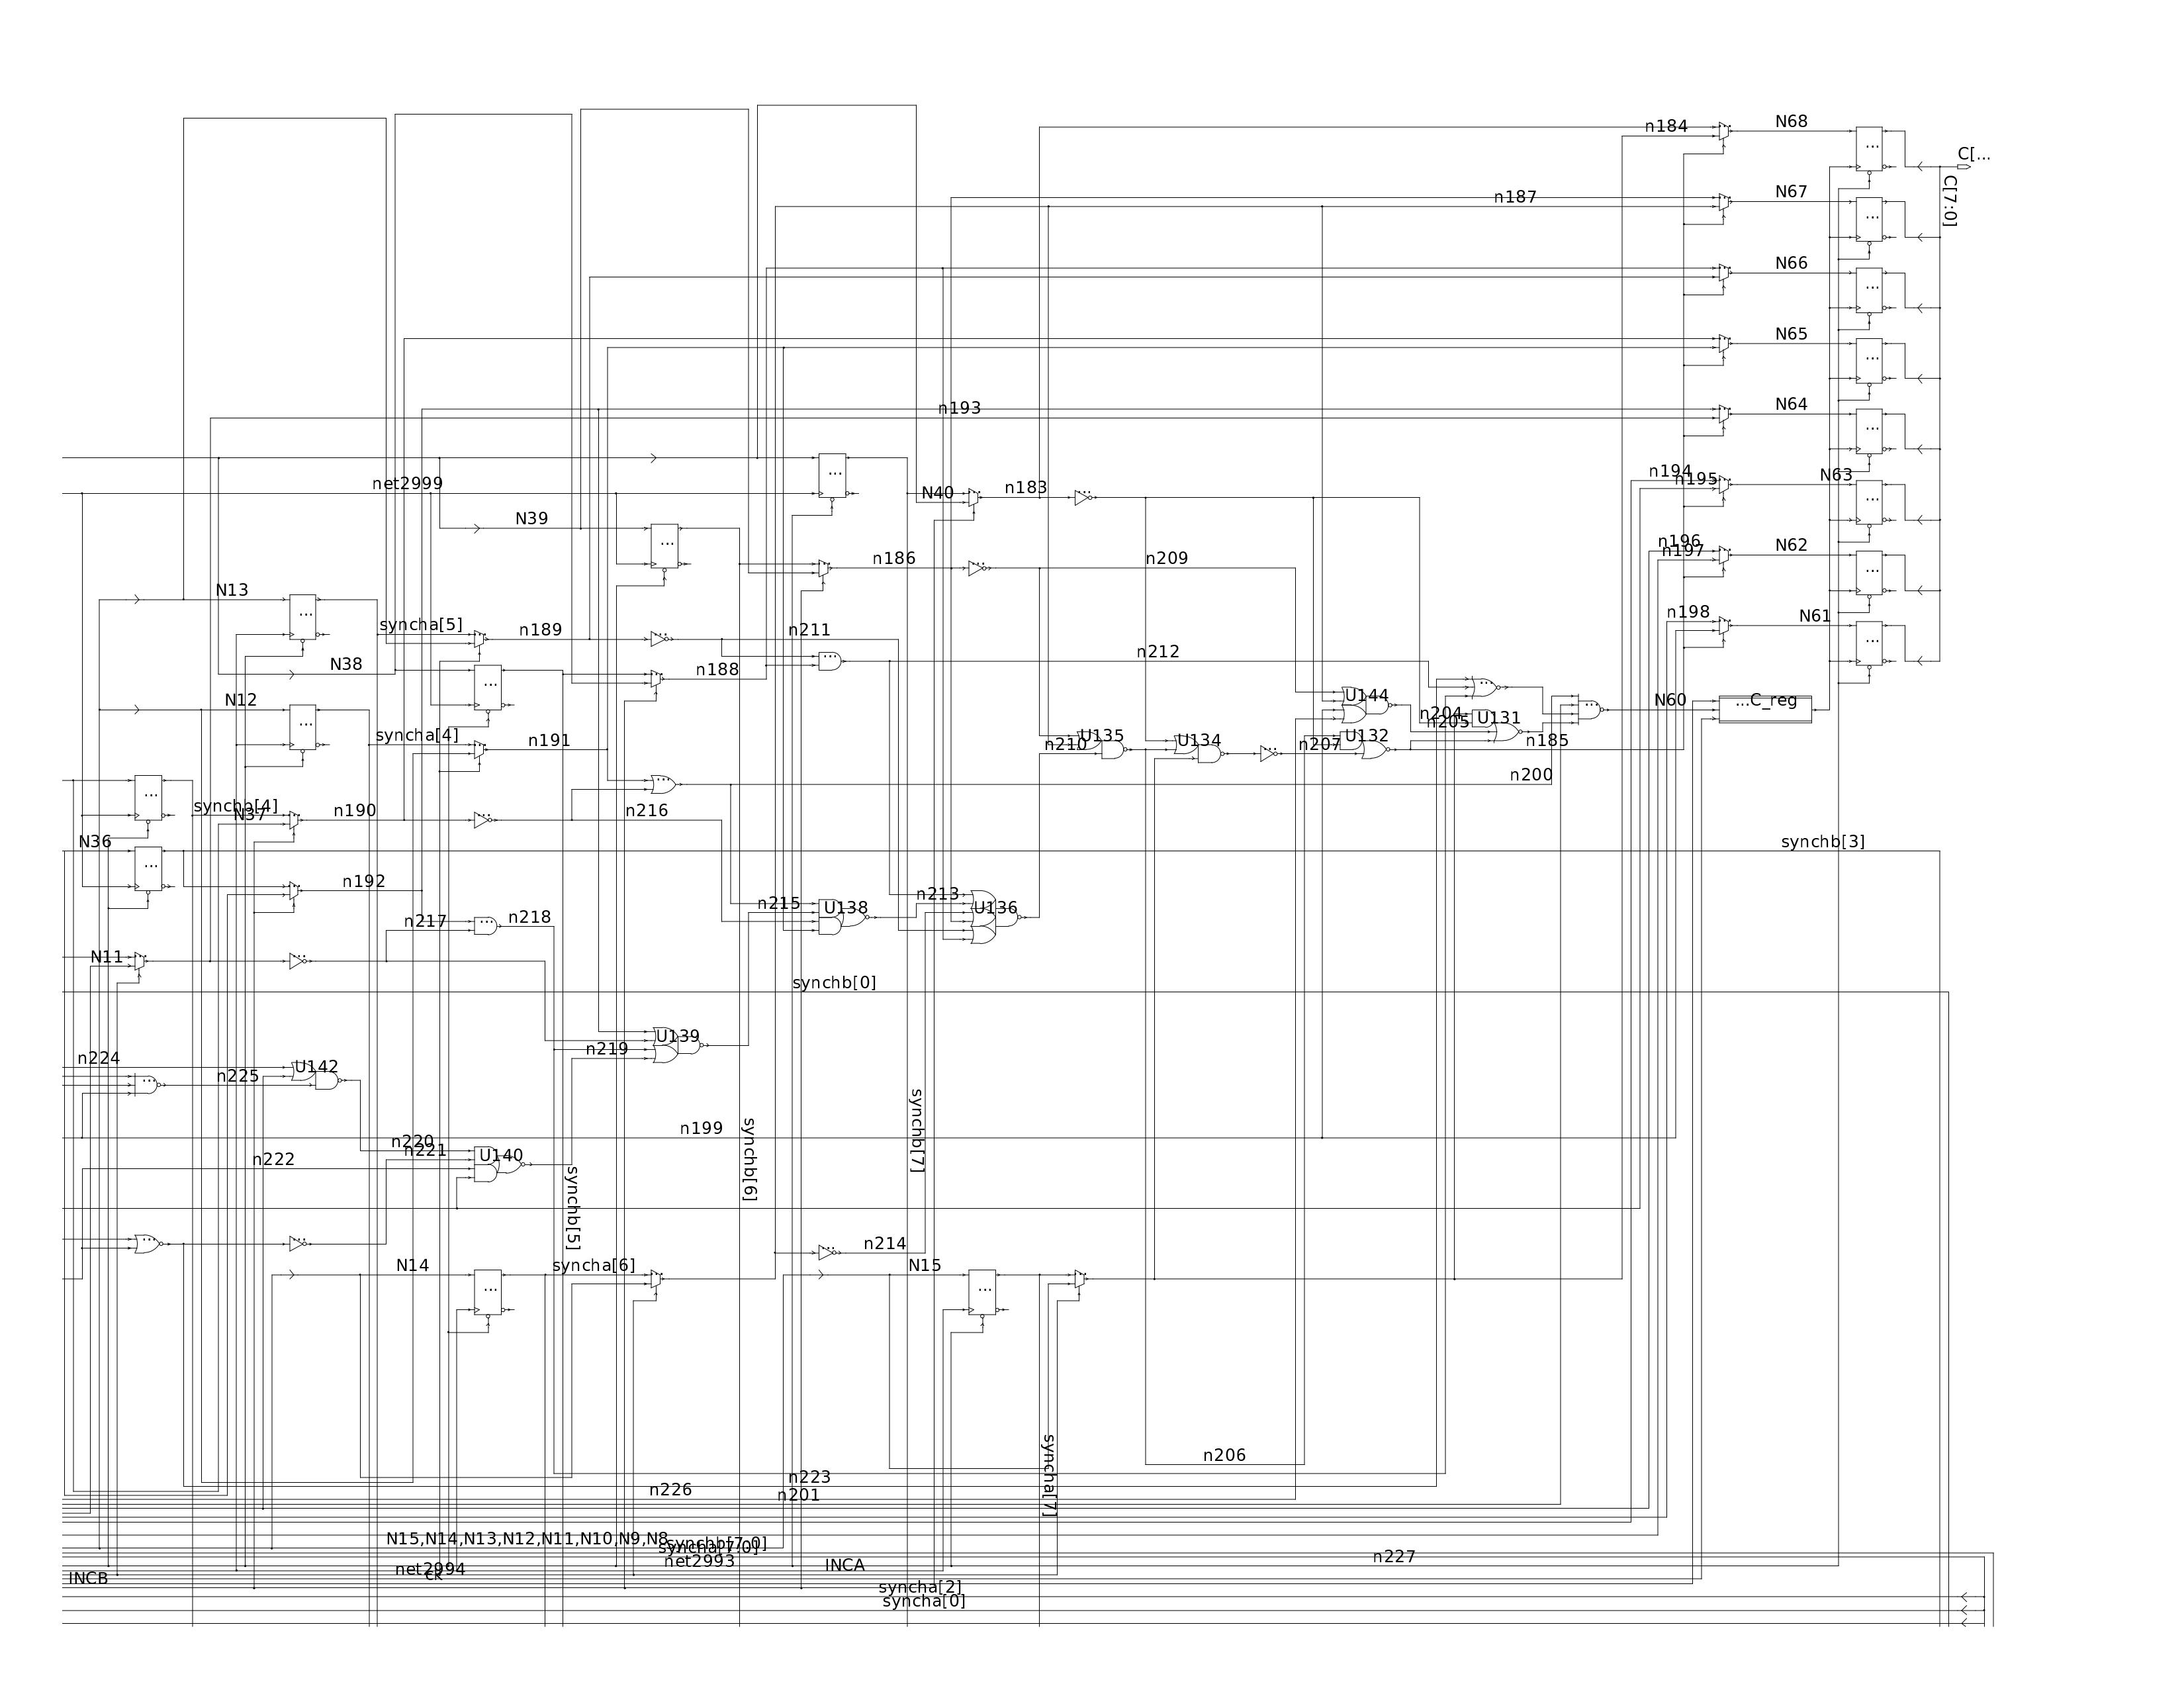 N68
n184
C[...
C[7:0]
N67
n187
N66
N65
N64
n193
n194
n195
N63
net2999
n183
N40
N39
N62
n196
n197
n186
n209
N13
N61
n198
syncha[5]
n189
n211
n212
N38
n188
N12
U144
N60
...C_reg
n204
n205
U131
syncha[4]
n191
U135
n210
U134
n207
U132
n185
n200
synchb[4]
N37
n190
n216
N36
synchb[3]
n192
n217
n218
n215
U138
n213
U136
N11
synchb[0]
U139
n219
n224
U142
n225
n199
synchb[6]
synchb[7]
n220
n221
n222
U140
synchb[5]
n214
N14
syncha[6]
N15
syncha[7]
n206
n223
n226
n201
N15,N14,N13,N12,N11,N10,N9,N8
synchb[7:0]
syncha[7:0]
net2993
n227
INCA
net2994
ck
INCB
syncha[2]
syncha[0]